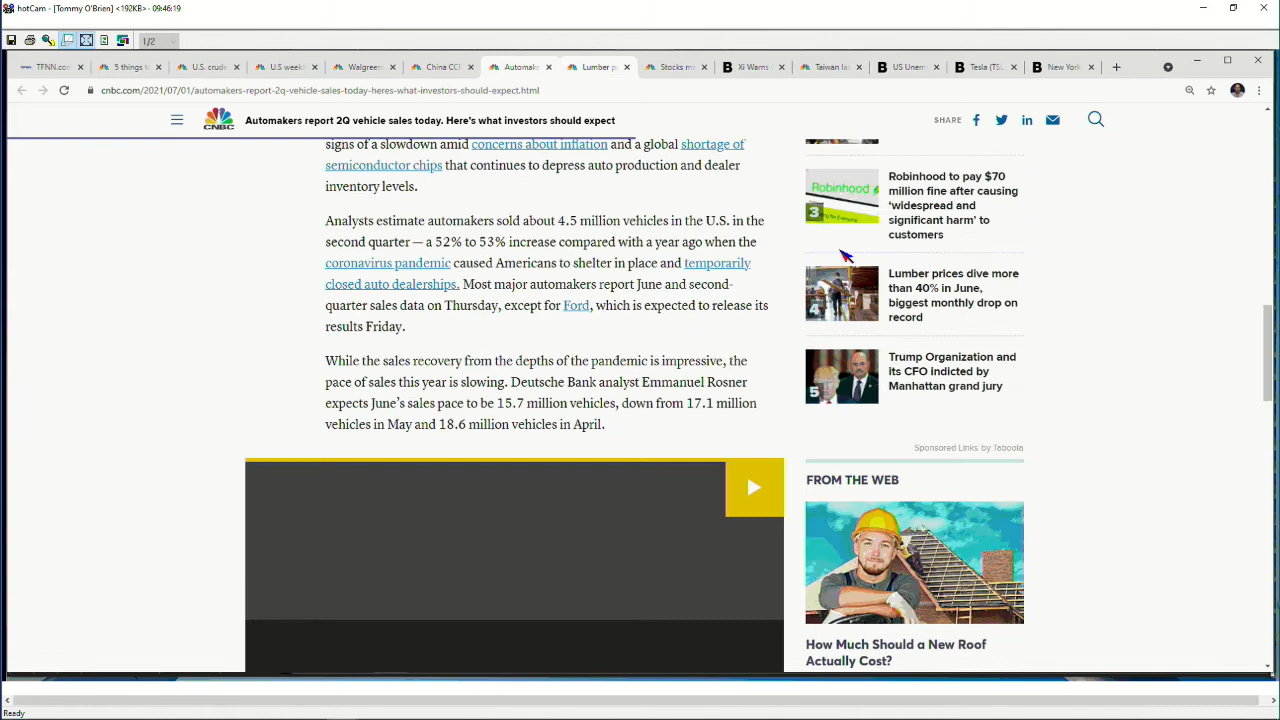 hotCam - [Tommy O'Brien] <192KB> - 09:46:19
1/2
TFNN.co
5 things t
U.S. crude
U.S week
Walgreen
China CC
Automak
Lumber p
Stocks m
Xi Warns
Taiwan la
US Unem
Tesla (TSL
New York
cnbc.com/2021/07/01/automakers-report-2q-vehicle-sales-today-heres-what-investors-should-expect.html
CNBC
Automakers report 2Q vehicle sales today. Here's what investors should expect
SHARE
signs of a slowdown amid concerns about inflation and a global shortage of
semiconductor chips that continues to depress auto production and dealer
inventory levels.
Analysts estimate automakers sold about 4.5 million vehicles in the U.S. in the
second quarter — a 52% to 53% increase compared with a year ago when the
coronavirus pandemic caused Americans to shelter in place and temporarily
closed auto dealerships. Most major automakers report June and second-
quarter sales data on Thursday, except for Ford, which is expected to release its
results Friday.
While the sales recovery from the depths of the pandemic is impressive, the
pace of sales this year is slowing. Deutsche Bank analyst Emmanuel Rosner
expects June's sales pace to be 15.7 million vehicles, down from 17.1 million
vehicles in May and 18.6 million vehicles in April.
Robinhood
3
Robinhood to pay $70
million fine after causing
‘widespread and
significant harm’ to
customers
4
Lumber prices dive more
than 40% in June,
biggest monthly drop on
record
5
Trump Organization and
its CFO indicted by
Manhattan grand jury
Sponsored Links by Taboola
FROM THE WEB
How Much Should a New Roof
Actually Cost?
Ready